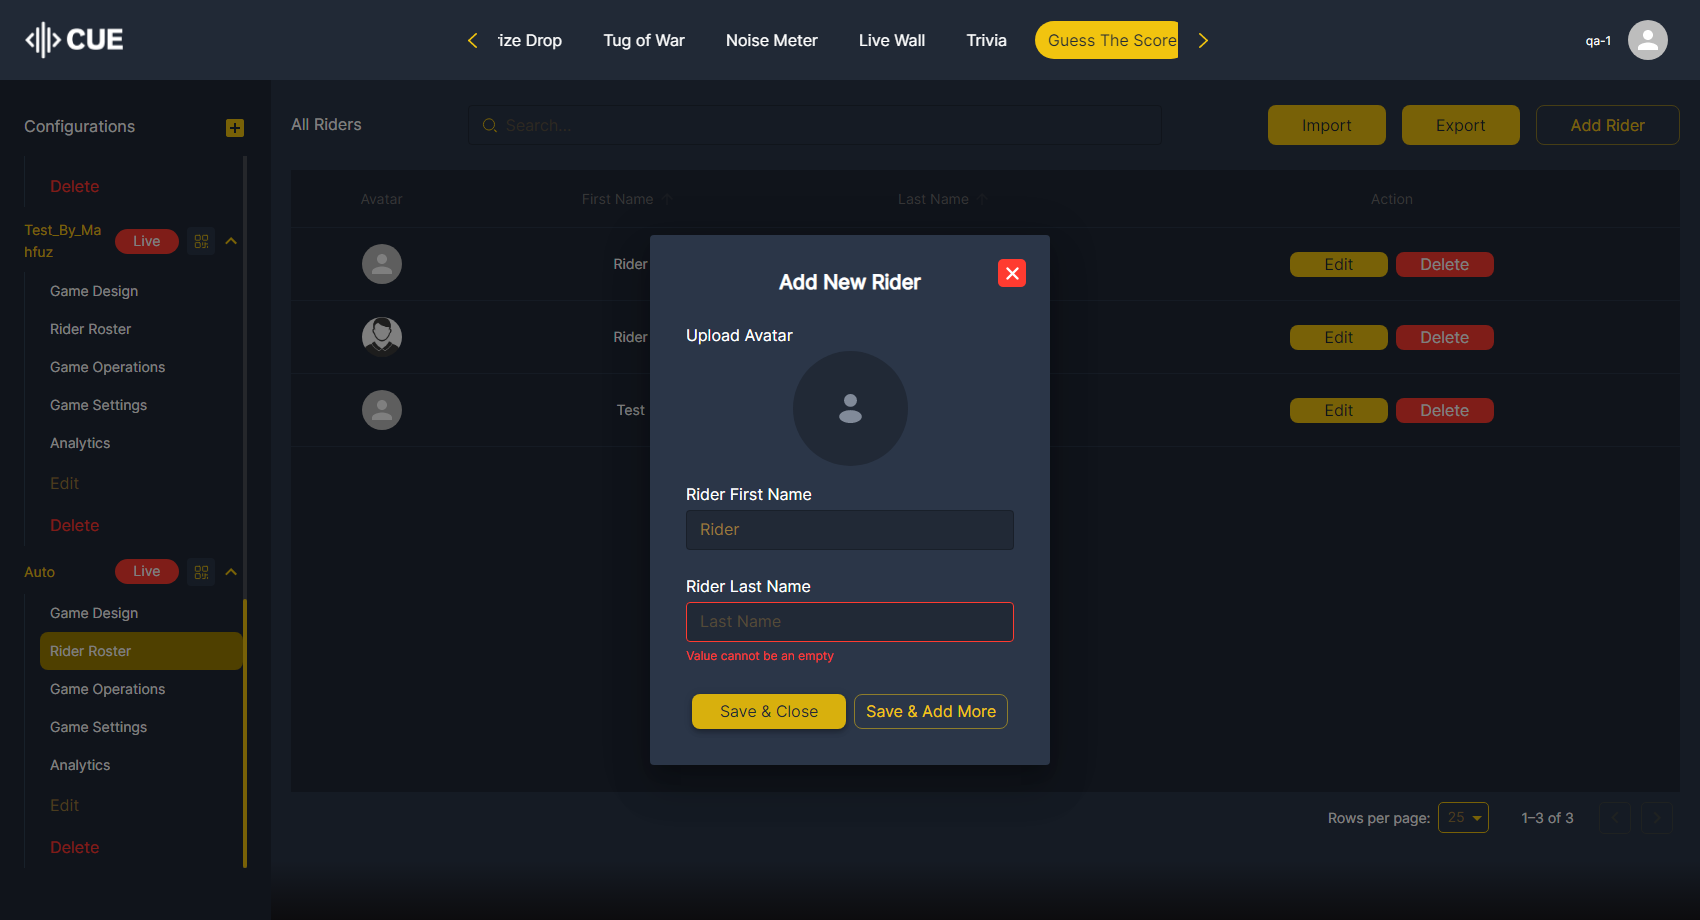 CUE
ize Drop
Tug of War
Noise Meter
Live Wall
Trivia
Guess The Score
qa-1
Configurations
Delete
Test_By_Ma
hfuz
Live
Game Design
Rider Roster
Game Operations
Game Settings
Analytics
Edit
Delete
Auto
Live
Game Design
Rider Roster
Game Operations
Game Settings
Analytics
Edit
Delete
All Riders
Search...
Import
Export
Add Rider
Avatar
First Name
Last Name
Action
Rider
Edit
Delete
Rider
Edit
Delete
Test
Edit
Delete
Add New Rider
Upload Avatar
Rider First Name
Rider
Rider Last Name
Last Name
Value cannot be an empty
Save & Close
Save & Add More
Rows per page:
25
1–3 of 3